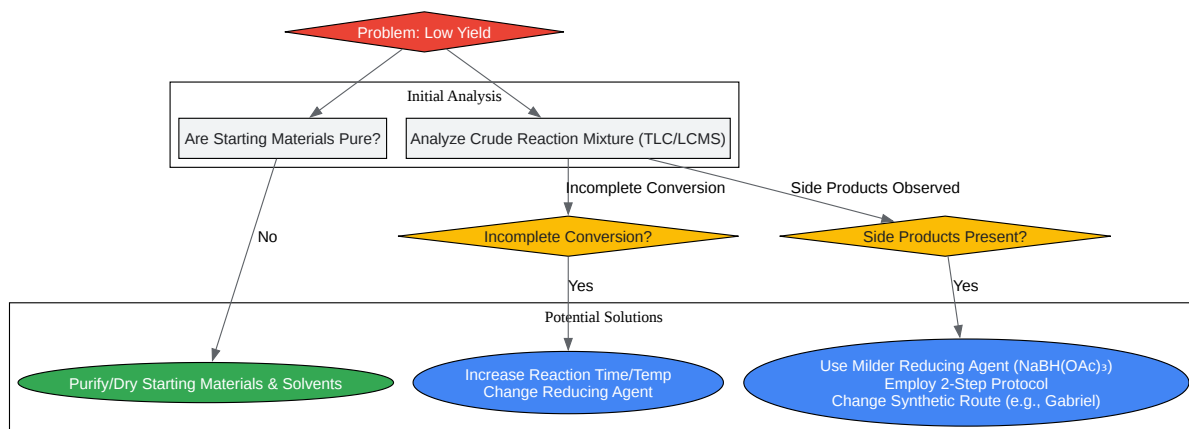 Problem: Low Yield
Initial Analysis
Are Starting Materials Pure?
Analyze Crude Reaction Mixture (TLC/LCMS)
Incomplete Conversion
Side Products Observed
No
Incomplete Conversion?
Side Products Present?
Yes
Yes
Potential Solutions
Purify/Dry Starting Materials & Solvents
Increase Reaction Time/Temp
Change Reducing Agent
Use Milder Reducing Agent (NaBH(OAc)₃)
Employ 2-Step Protocol
Change Synthetic Route (e.g., Gabriel)